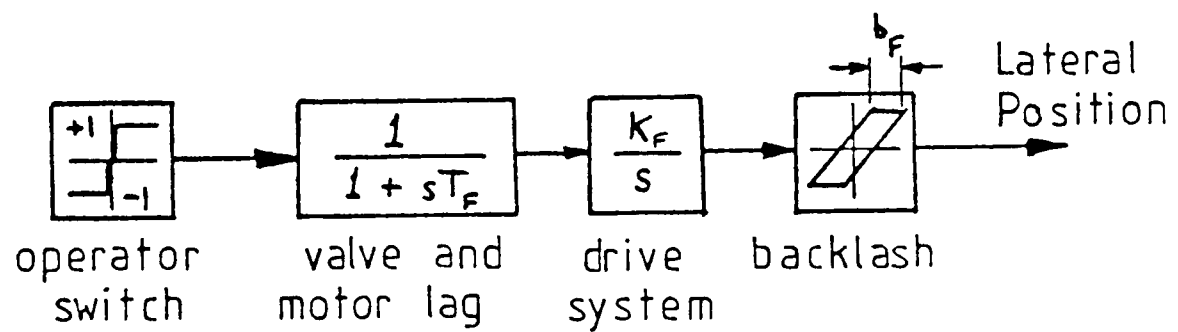 b_F
Lateral
Position
+1
-1
1
1 + sT_F
K_F
s
operator
switch
valve and
motor lag
drive
system
backlash